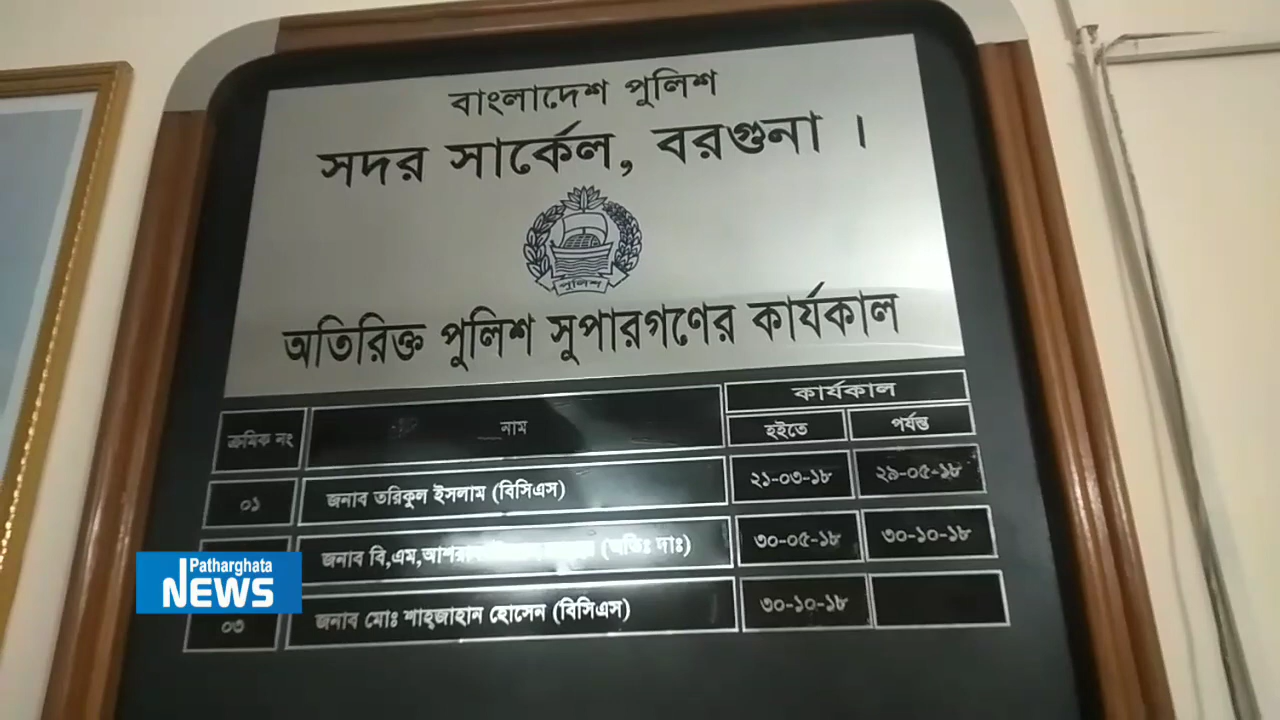 বাংলাদেশ পুলিশ
সদর সার্কেল, বরগুনা ।
পুলিশ
অতিরিক্ত পুলিশ সুপারগণের কার্যকাল
ক্রমিক নং নাম কার্যকাল
হইতে পর্যন্ত
০১ জনাব তরিকুল ইসলাম (বিসিএস) ২১-০৩-১৮ ২৯-০৫-১৮
জনাব বি,এম, (অতিঃ দাঃ) ৩০-০৫-১৮ ৩০-১০-১৮
০৩ জনাব মোঃ শাহ্জাহান হোসেন (বিসিএস) ৩০-১০-১৮
Patharghata
NEWS